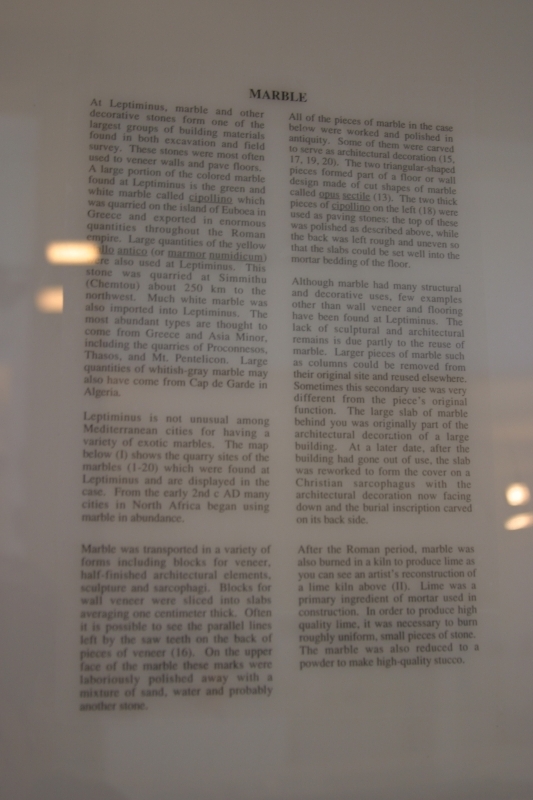 MARBLE
At Leptiminus, marble and other
decorative stones form one of the
largest groups of building materials
found in both excavation and field
survey. These stones were most often
used to veneer walls and pave floors.
A large portion of the colored marble
found at Leptiminus is the green and
white marble called cipollino which
was quarried on the island of Euboea in
Greece and exported in enormous
quantities throughout the Roman
empire. Large quantities of the yellow
antico (or marmor numidicum)
were also used at Leptiminus. This
stone was quarried at Simmithu
(Chemtou) about 250 km to the
northwest. Much white marble was
also imported into Leptiminus. The
most abundant types are thought to
come from Greece and Asia Minor,
including the quarries of Proconnesos,
Thasos, and Mt. Pentelicon. Large
quantities of whitish-gray marble may
also have come from Cap de Garde in
Algeria.
Leptiminus is not unusual among
Mediterranean cities for having a
variety of exotic marbles. The map
below (I) shows the quarry sites of the
marbles (1-20) which were found at
Leptiminus and are displayed in the
case. From the early 2nd c AD many
cities in North Africa began using
marble in abundance.
Marble was transported in a variety of
forms including blocks for veneer,
half-finished architectural elements,
sculpture and sarcophagi. Blocks for
wall veneer were sliced into slabs
averaging one centimeter thick. Often
it is possible to see the parallel lines
left by the saw teeth on the back of
pieces of veneer (16). On the upper
face of the marble these marks were
laboriously polished away with a
mixture of sand, water and probably
another stone.
All of the pieces of marble in the case
below were worked and polished in
antiquity. Some of them were carved
to serve as architectural decoration (15,
17, 19, 20). The two triangular-shaped
pieces formed part of a floor or wall
design made of cut shapes of marble
called opus sectile (13). The two thick
pieces of cipollino on the left (18) were
used as paving stones: the top of these
was polished as described above, while
the back was left rough and uneven so
that the slabs could be set well into the
mortar bedding of the floor.
Although marble had many structural
and decorative uses, few examples
other than wall veneer and flooring
have been found at Leptiminus. The
lack of sculptural and architectural
remains is due partly to the reuse of
marble. Larger pieces of marble such
as columns could be removed from
their original site and reused elsewhere.
Sometimes this secondary use was very
different from the piece's original
function. The large slab of marble
behind you was originally part of the
architectural decoration of a large
building. At a later date, after the
building had gone out of use, the slab
was reworked to form the cover on a
Christian sarcophagus with the
architectural decoration now facing
down and the burial inscription carved
on its back side.
After the Roman period, marble was
also burned in a kiln to produce lime as
you can see an artist's reconstruction of
a lime kiln above (II). Lime was a
primary ingredient of mortar used in
construction. In order to produce high
quality lime, it was necessary to burn
roughly uniform, small pieces of stone.
The marble was also reduced to a
powder to make high-quality stucco.